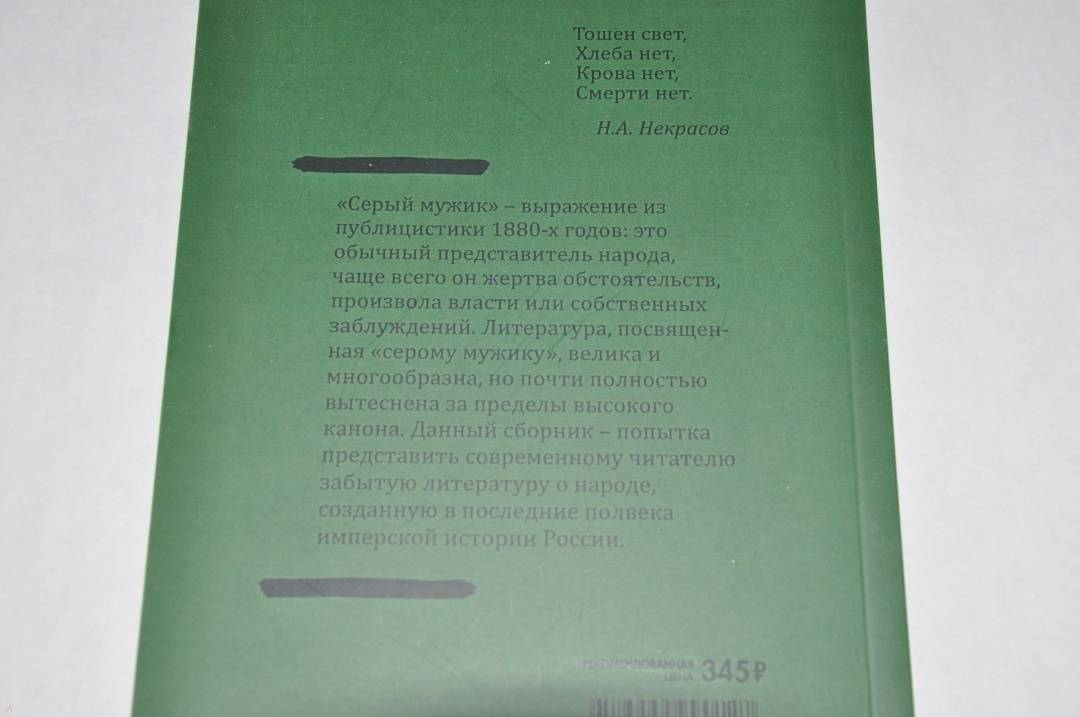 Тошен свет,
Хлеба нет,
Крова нет,
Смерти нет.
Н.А. Некрасов
«Серый мужик» – выражение из
публицистики 1880-х годов: это
обычный представитель народа,
чаще всего он жертва обстоятельств,
произвола власти или собственных
заблуждений. Литература, посвящен-
ная «серому мужику», велика и
многообразна, но почти полностью
вытеснена за пределы высокого
канона. Данный сборник – попытка
представить современному читателю
забытую литературу о народе,
созданную в последние полвека
имперской истории России.
РЕКОМЕНДОВАННАЯ
ЦЕНА 345₽